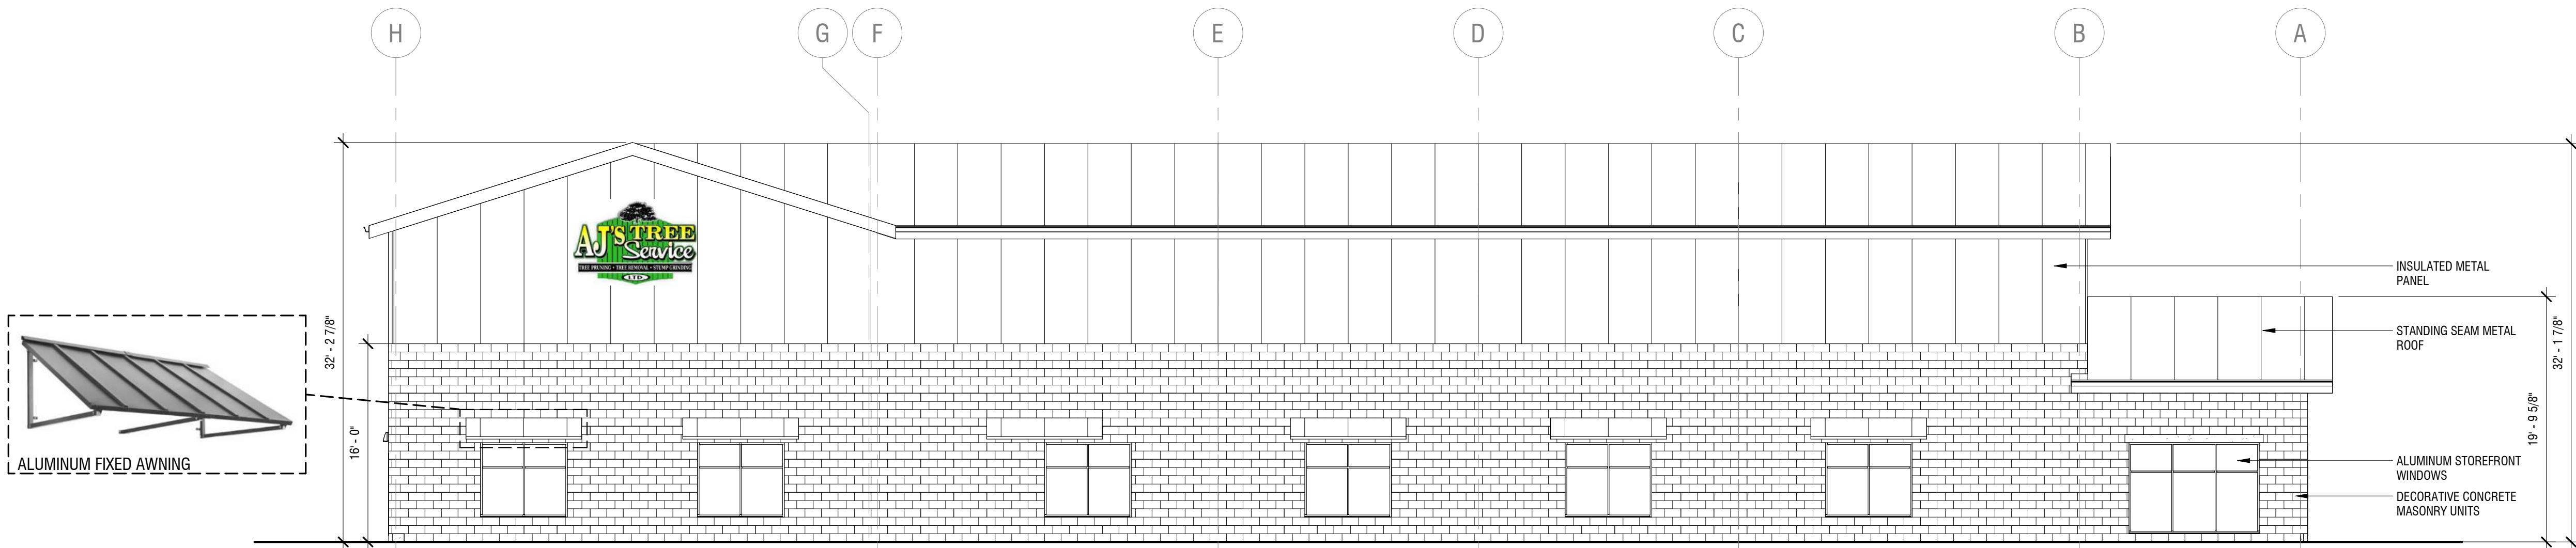 H
G
F
E
D
C
B
A
32' - 2 7/8"
16' - 0"
AJ'S TREE
Service
TREE PRUNING • TREE REMOVAL • STUMP GRINDING
LTD
ALUMINUM FIXED AWNING
INSULATED METAL
PANEL
STANDING SEAM METAL
ROOF
ALUMINUM STOREFRONT
WINDOWS
DECORATIVE CONCRETE
MASONRY UNITS
19' - 9 5/8"
32' - 1 7/8"